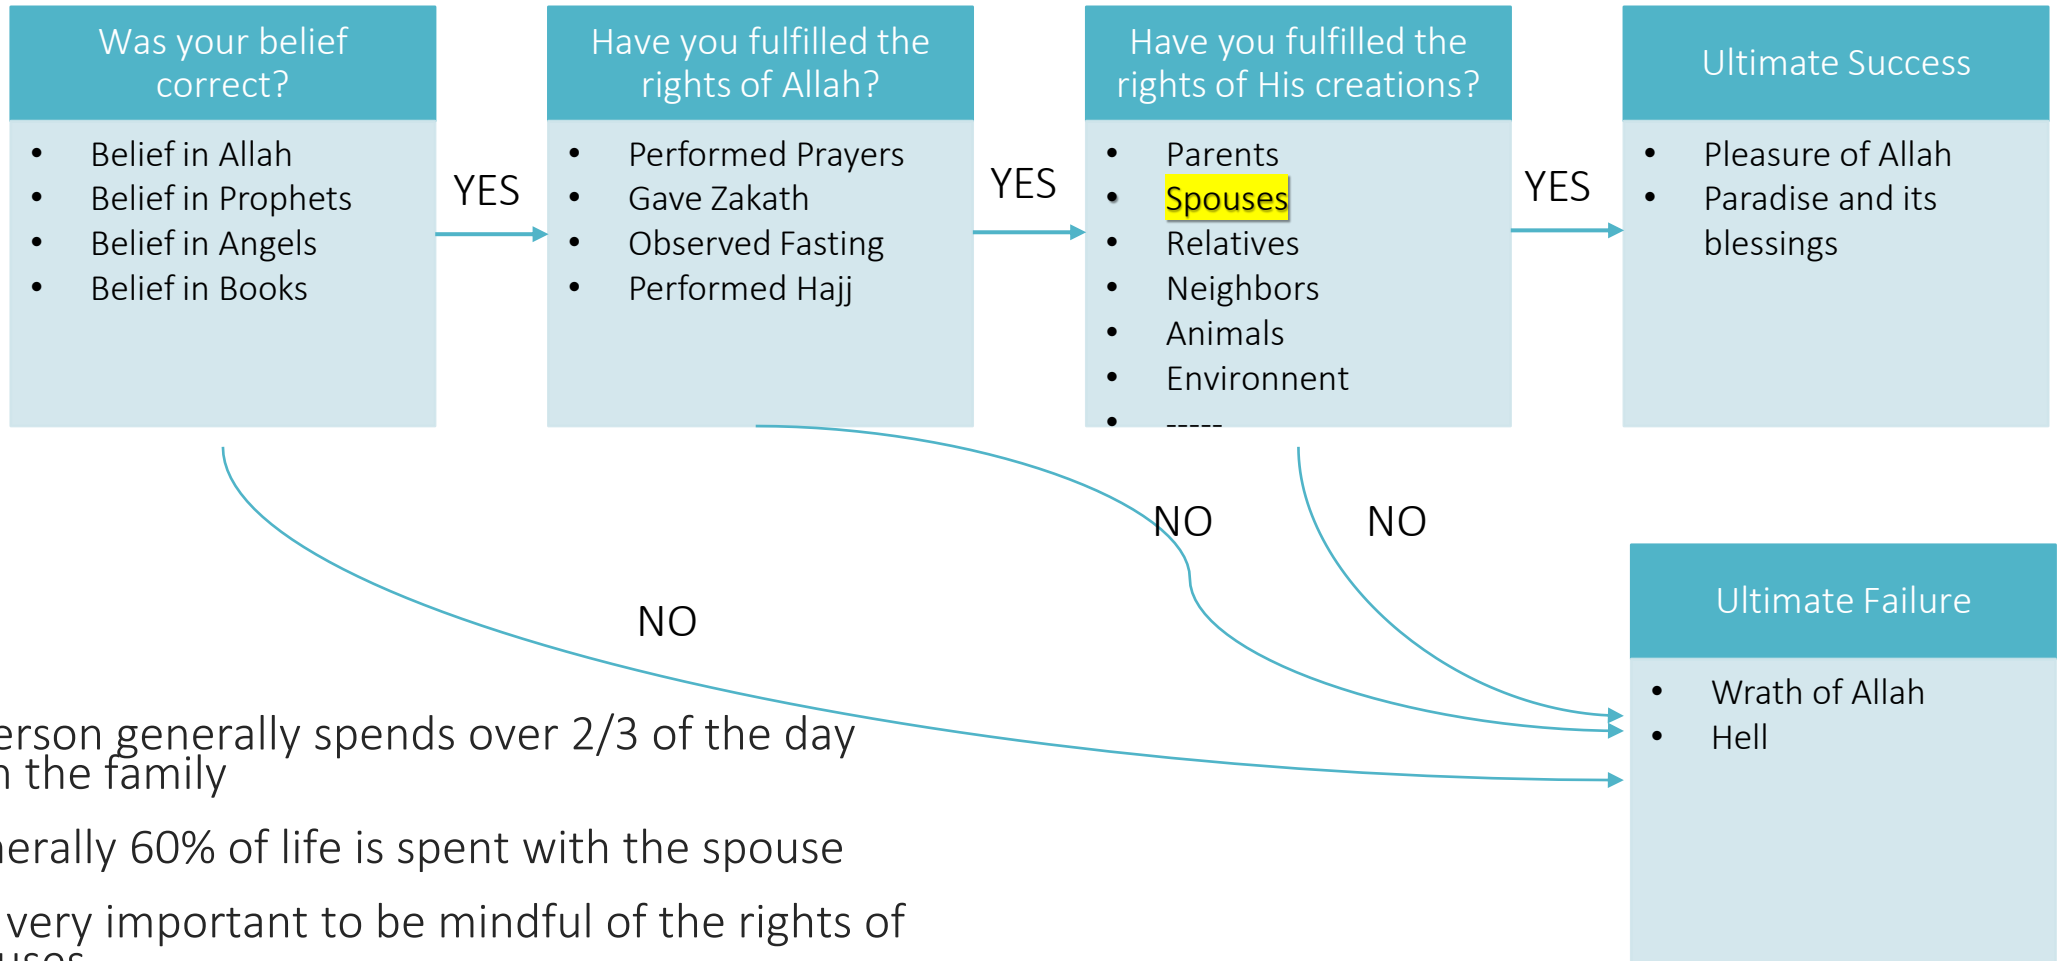 Was your belief
correct?
• Belief in Allah
• Belief in Prophets
• Belief in Angels
• Belief in Books
YES
Have you fulfilled the
rights of Allah?
• Performed Prayers
• Gave Zakath
• Observed Fasting
• Performed Hajj
YES
Have you fulfilled the
rights of His creations?
• Parents
• Spouses
• Relatives
• Neighbors
• Animals
• Environnent
• -----
YES
Ultimate Success
• Pleasure of Allah
• Paradise and its
blessings
NO
NO
NO
Ultimate Failure
• Wrath of Allah
• Hell
generally spends over 2/3 of the day
the family
60% of life is spent with the spouse
very important to be mindful of the rights of